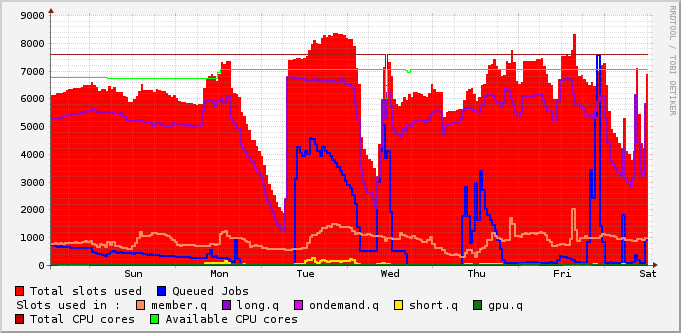 9000
8000
7000
6000
5000
4000
3000
2000
1000
0
Sun Mon Tue Wed Thu Fri Sat
RRDTOOL / TOBI OETIKER
Total slots used Queued Jobs
Slots used in : member.q long.q ondemand.q short.q gpu.q
Total CPU cores Available CPU cores